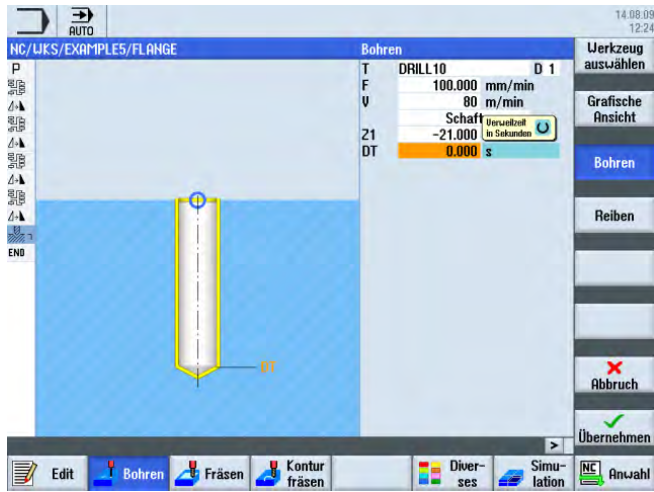 14.08.09
12:24
AUTO
NC/WKS/EXAMPLE5/FLANGE
Bohren
P
END
T DRILL10 D 1
F 100.000 mm/min
V 80 m/min
Schaft
Z1 -21.000
DT 0.000 s
Verweilzeit
in Sekunden
DT
Werkzeug
auswählen
Grafische
Ansicht
Bohren
Reiben
Abbruch
Übernehmen
>
Edit
Bohren
Fräsen
Kontur
fräsen
Diver-
ses
Simu-
lation
NC
Anwahl